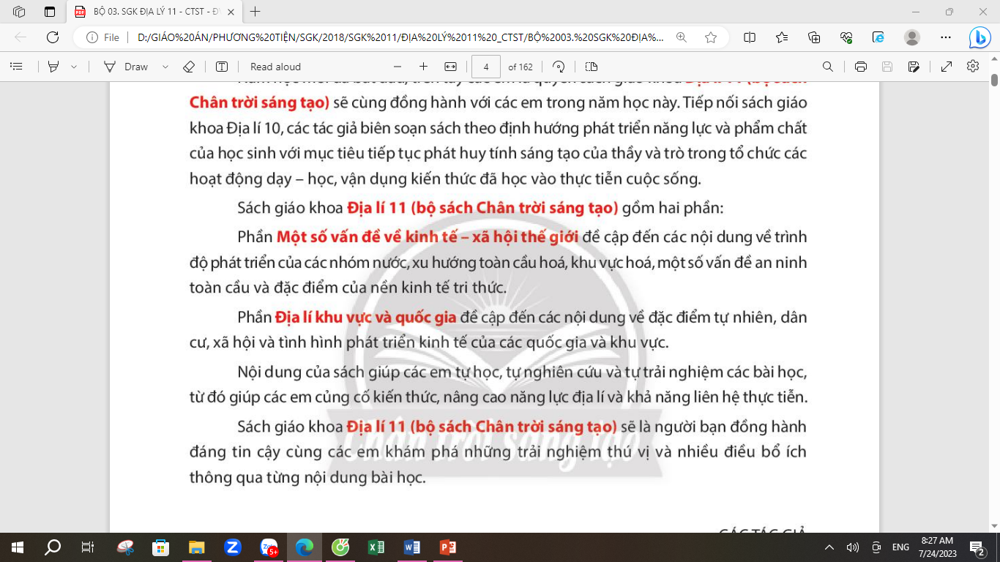 BỘ 03. SGK ĐỊA LÝ 11 - CTST - Đ
File
D:/GIÁO%20ÁN/PHƯƠNG%20TIỆN/SGK/2018/SGK%2011/ĐỊA%20LÝ%2011%20_CTST/BỘ%2003.%20SGK%20ĐỊA%...
Draw
Read aloud
4
of 162
Chân trời sáng tạo) sẽ cùng đồng hành với các em trong năm học này. Tiếp nối sách giáo
khoa Địa lí 10, các tác giả biên soạn sách theo định hướng phát triển năng lực và phẩm chất
của học sinh với mục tiêu tiếp tục phát huy tính sáng tạo của thầy và trò trong tổ chức các
hoạt động dạy – học, vận dụng kiến thức đã học vào thực tiễn cuộc sống.
Sách giáo khoa Địa lí 11 (bộ sách Chân trời sáng tạo) gồm hai phần:
Phần Một số vấn đề về kinh tế – xã hội thế giới đề cập đến các nội dung về trình
độ phát triển của các nhóm nước, xu hướng toàn cầu hoá, khu vực hoá, một số vấn đề an ninh
toàn cầu và đặc điểm của nền kinh tế tri thức.
Phần Địa lí khu vực và quốc gia đề cập đến các nội dung về đặc điểm tự nhiên, dân
cư, xã hội và tình hình phát triển kinh tế của các quốc gia và khu vực.
Nội dung của sách giúp các em tự học, tự nghiên cứu và tự trải nghiệm các bài học,
từ đó giúp các em củng cố kiến thức, nâng cao năng lực địa lí và khả năng liên hệ thực tiễn.
Sách giáo khoa Địa lí 11 (bộ sách Chân trời sáng tạo) sẽ là người bạn đồng hành
đáng tin cậy cùng các em khám phá những trải nghiệm thú vị và nhiều điều bổ ích
thông qua từng nội dung bài học.
Chân trời sáng tạo
CÁC TÁC GIẢ
5+
ENG
8:27 AM
7/24/2023
2